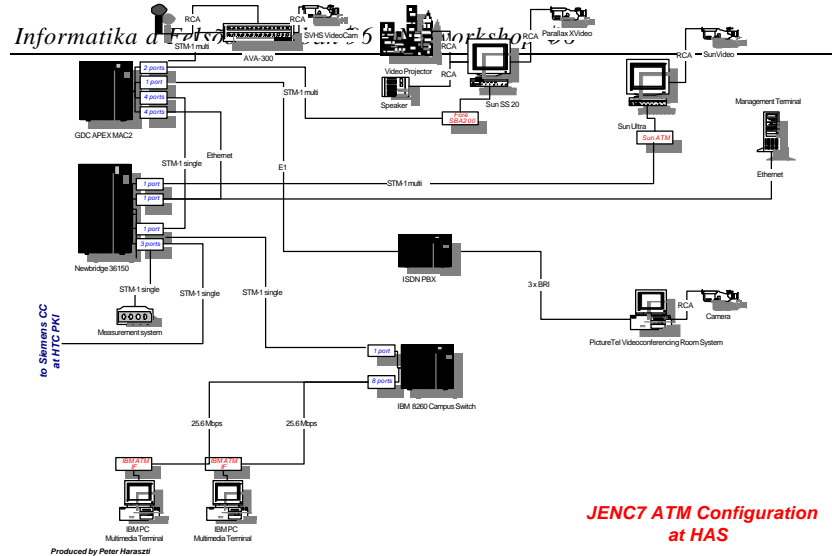 RCA
RCA
Parallax XVideo
Informatika a Felsőoktatásban 96
SVHS VideoCam
RCA
RCA
RCA
SunVideo
STM-1 multi
AVA-300
Video Projector
RCA
2 ports
1 port
4 ports
4 ports
STM-1 multi
Speaker
Sun SS 20
Fore
SBA200
Management Terminal
GDC APEX MAC2
Sun Ultra
Sun ATM
Ethernet
STM-1 single
E1
Ethernet
1 port
STM-1 multi
1 port
1 port
3 ports
Newbridge 36150
ISDN PBX
STM-1 single
STM-1 single
STM-1 single
3 x BRI
RCA
Camera
Measurement system
PictureTel Videoconferencing Room System
to Siemens CC
at HTC PKI
1 port
8 ports
IBM 8260 Campus Switch
25.6 Mbps
25.6 Mbps
IBM ATM
IF
IBM ATM
IF
IBM PC
Multimedia Terminal
IBM PC
Multimedia Terminal
JENC7 ATM Configuration
at HAS
Produced by Peter Haraszti